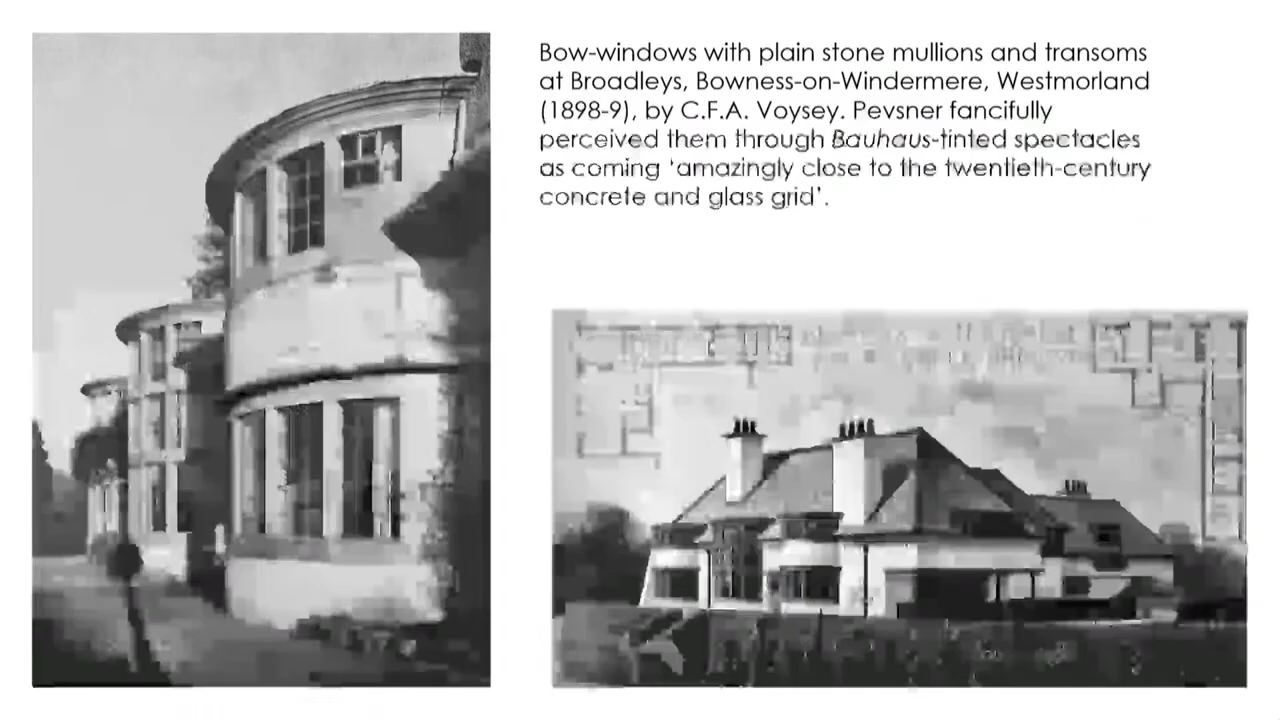 Bow-windows with plain stone mullions and transoms
at Broadleys, Bowness-on-Windermere, Westmorland
(1898-9), by C.F.A. Voysey. Pevsner fancifully
perceived them through Bauhaus-tinted spectacles
as coming 'amazingly close to the twentieth-century
concrete and glass grid'.